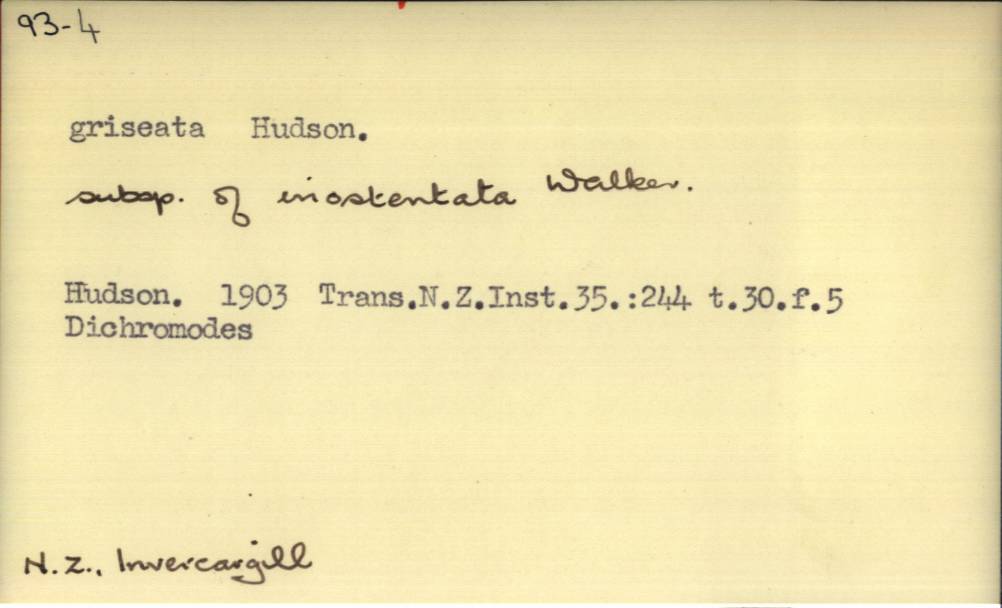 93-4
griseata Hudson.
subsp. of inostentata Walker.
Hudson. 1903 Trans.N.Z.Inst.35.:244 t.30.f.5
Dichromodes
N.Z., Invercargill